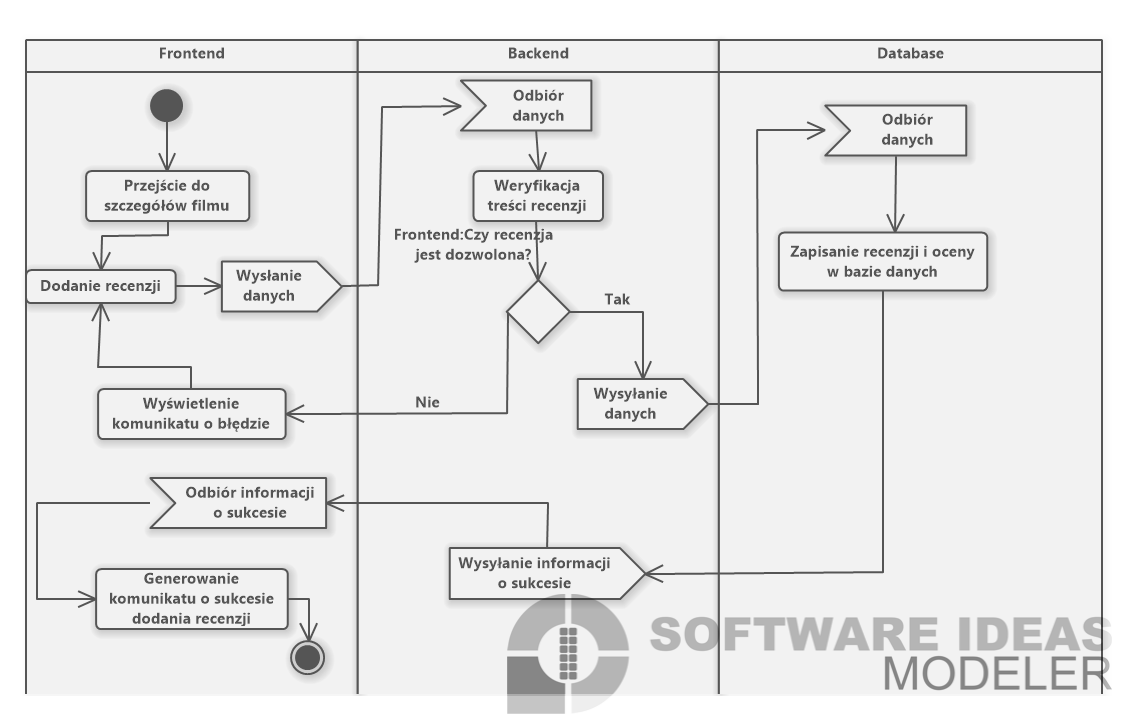 Frontend
Backend
Database
Odbiór
danych
Odbiór
danych
Przejście do
szczegółów filmu
Weryfikacja
treści recenzji
Frontend:Czy recenzja
jest dozwolona?
Zapisanie recenzji i oceny
w bazie danych
Dodanie recenzji
Wysłanie
danych
Tak
Wysyłanie
danych
Nie
Wyświetlenie
komunikatu o błędzie
Odbiór informacji
o sukcesie
Wysyłanie informacji
o sukcesie
Generowanie
komunikatu o sukcesie
dodania recenzji
SOFTWARE IDEAS
MODELER